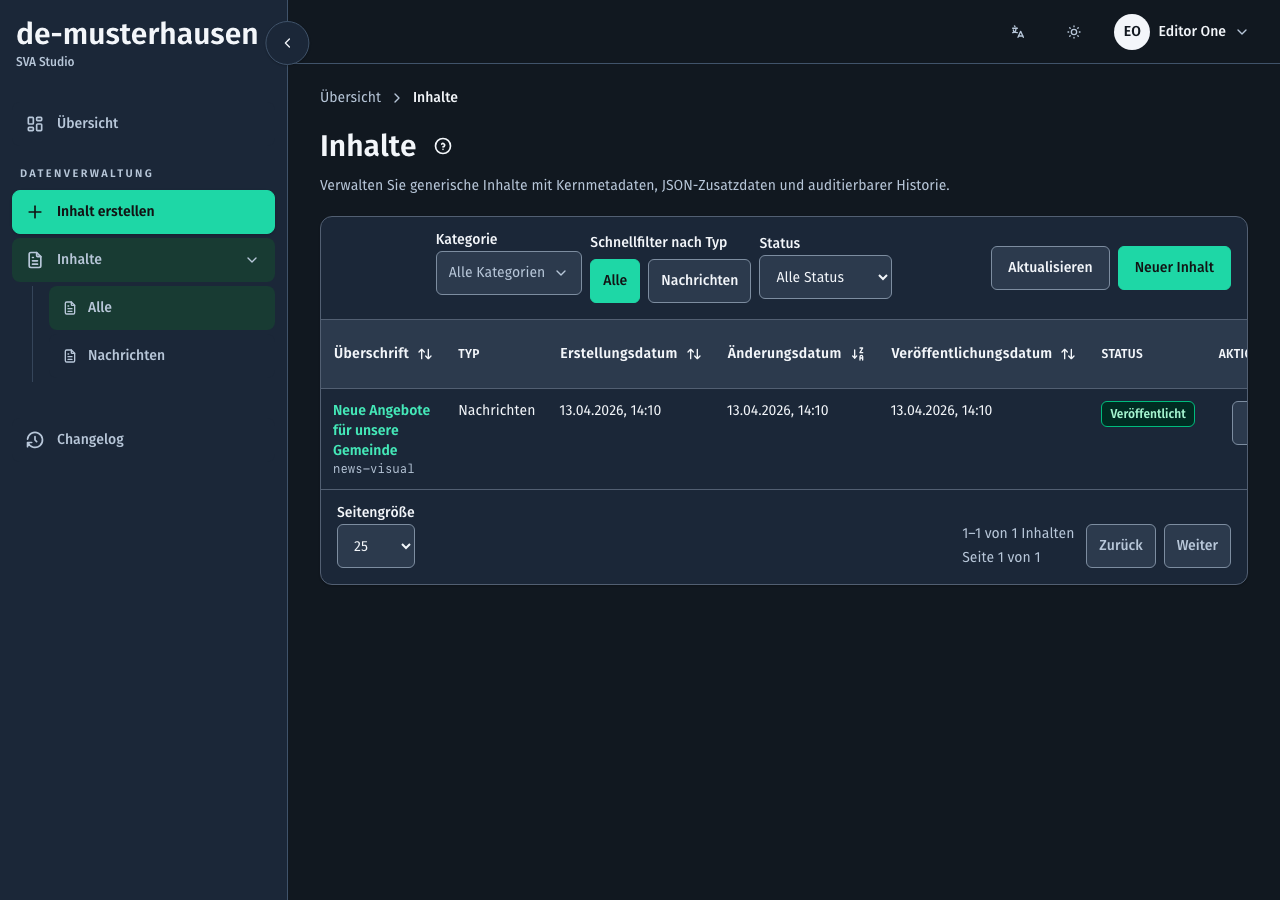 de-musterhausen
SVA Studio
EO Editor One
Übersicht
DATENVERWALTUNG
Inhalt erstellen
Inhalte
Alle
Nachrichten
Changelog
Übersicht Inhalte
Inhalte
Verwalten Sie generische Inhalte mit Kernmetadaten, JSON-Zusatzdaten und auditierbarer Historie.
Kategorie
Alle Kategorien
Schnellfilter nach Typ
Alle Nachrichten
Status
Alle Status
Aktualisieren Neuer Inhalt
Überschrift TYP Erstellungsdatum Änderungsdatum Veröffentlichungsdatum STATUS
Neue Angebote für unsere Gemeinde
news-visual
Nachrichten 13.04.2026, 14:10 13.04.2026, 14:10 13.04.2026, 14:10 Veröffentlicht
Seitengröße
25
1–1 von 1 Inhalten
Seite 1 von 1
Zurück Weiter